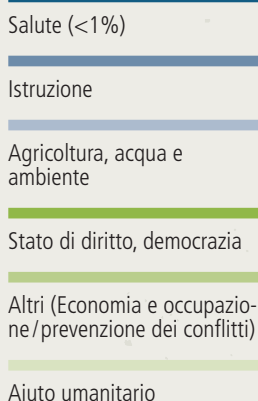 Salute (<1%)
Istruzione
Agricoltura, acqua e
ambiente
Stato di diritto, democrazia
Altri (Economia e occupazio-
ne/prevenzione dei conflitti)
Aiuto umanitario